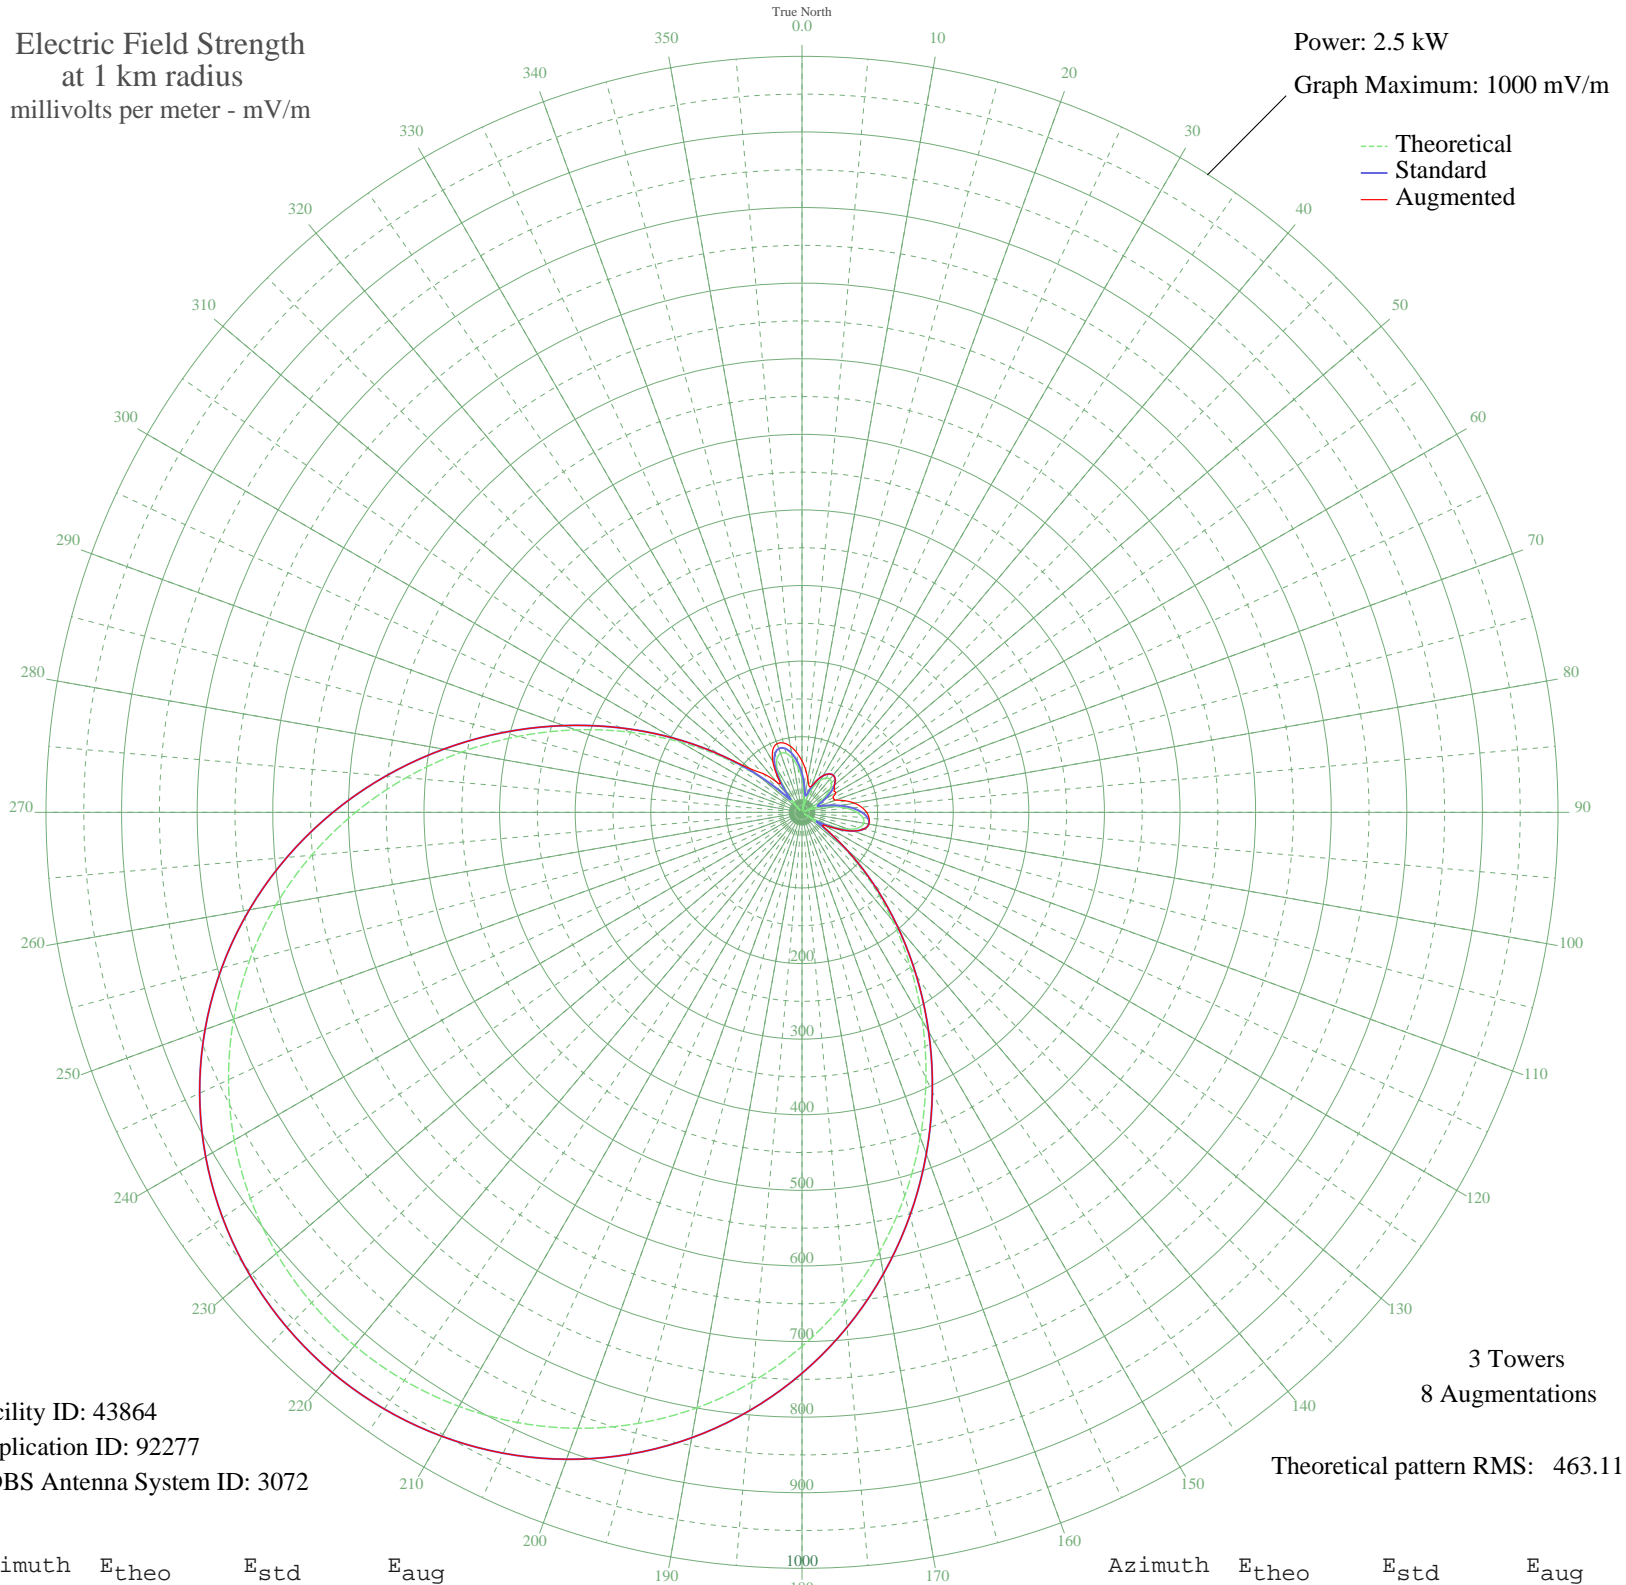 True North
0.0
Electric Field Strength
at 1 km radius
millivolts per meter - mV/m
Power: 2.5 kW
Graph Maximum: 1000 mV/m
Theoretical
Standard
Augmented
10
20
30
40
50
60
70
80
90
100
110
120
130
140
150
160
170
190
200
210
220
230
240
250
260
270
280
290
300
310
320
330
340
350
200
300
400
500
600
700
800
900
1000
3 Towers
8 Augmentations
Theoretical pattern RMS: 463.11
cility ID: 43864
plication ID: 92277
DBS Antenna System ID: 3072
imuth Etheo Estd Eaug
Azimuth Etheo Estd Eaug